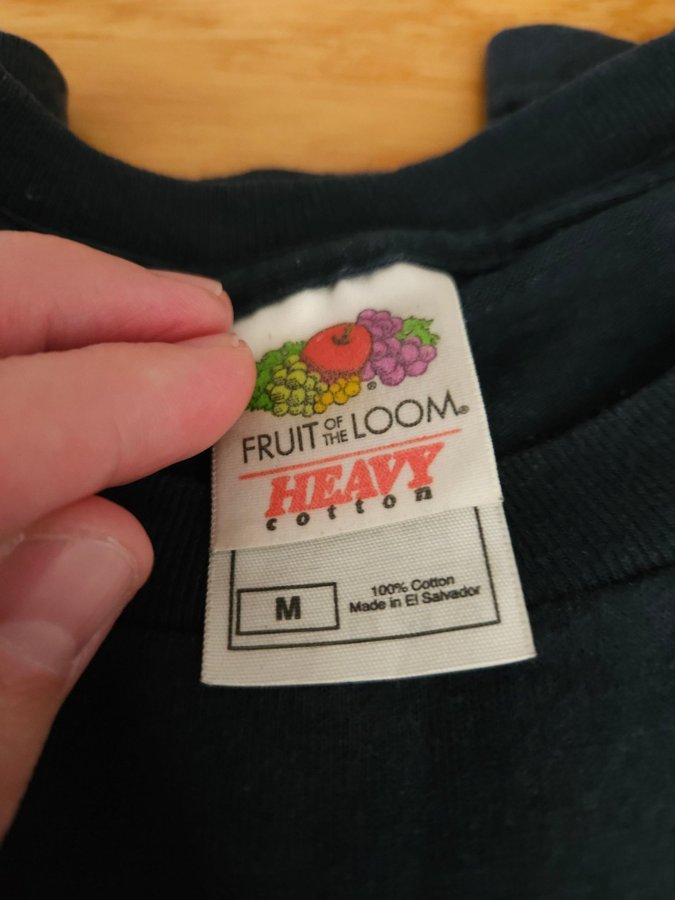 FRUIT OF THE LOOM®
HEAVY
cotton
M
100% Cotton
Made in El Salvador